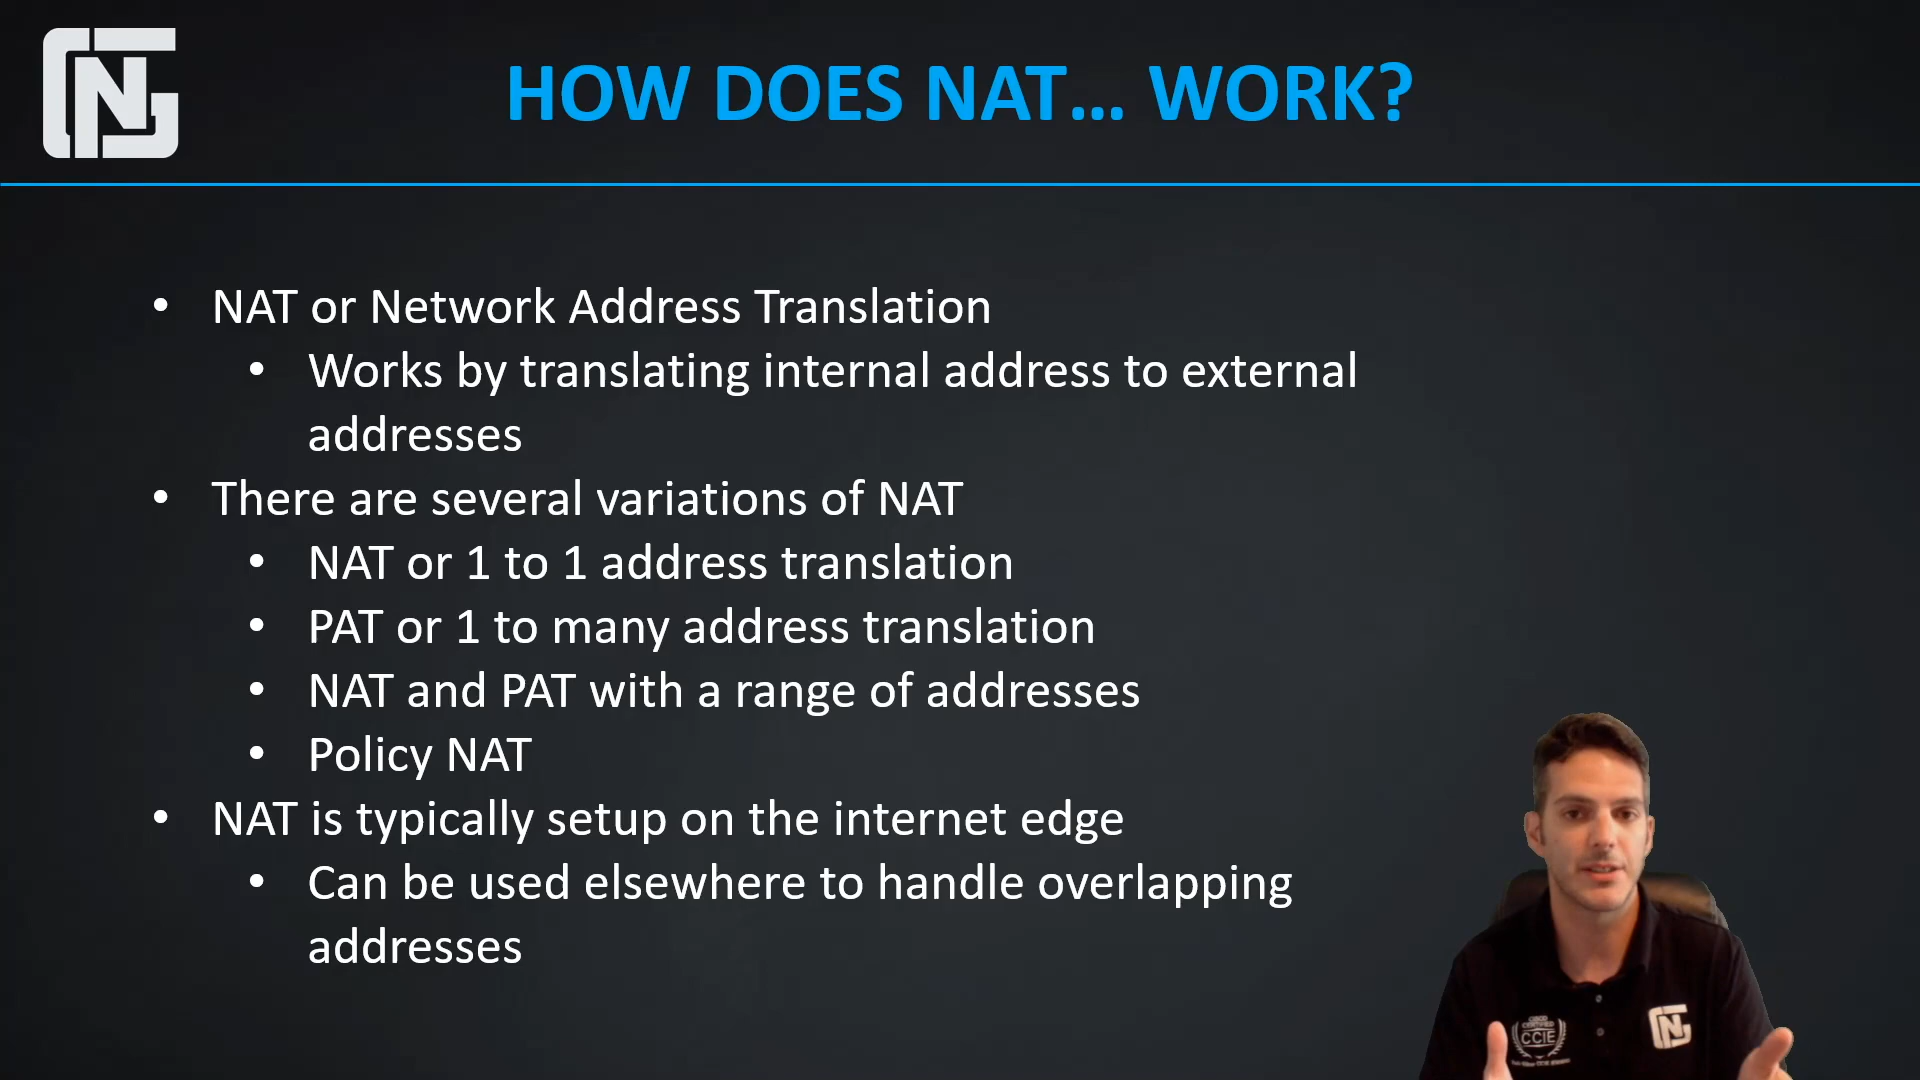 HOW DOES NAT... WORK?
• NAT or Network Address Translation
• Works by translating internal address to external
addresses
• There are several variations of NAT
• NAT or 1 to 1 address translation
• PAT or 1 to many address translation
• NAT and PAT with a range of addresses
• Policy NAT
• NAT is typically setup on the internet edge
• Can be used elsewhere to handle overlapping
addresses
CISCO
CERTIFIED
CCIE